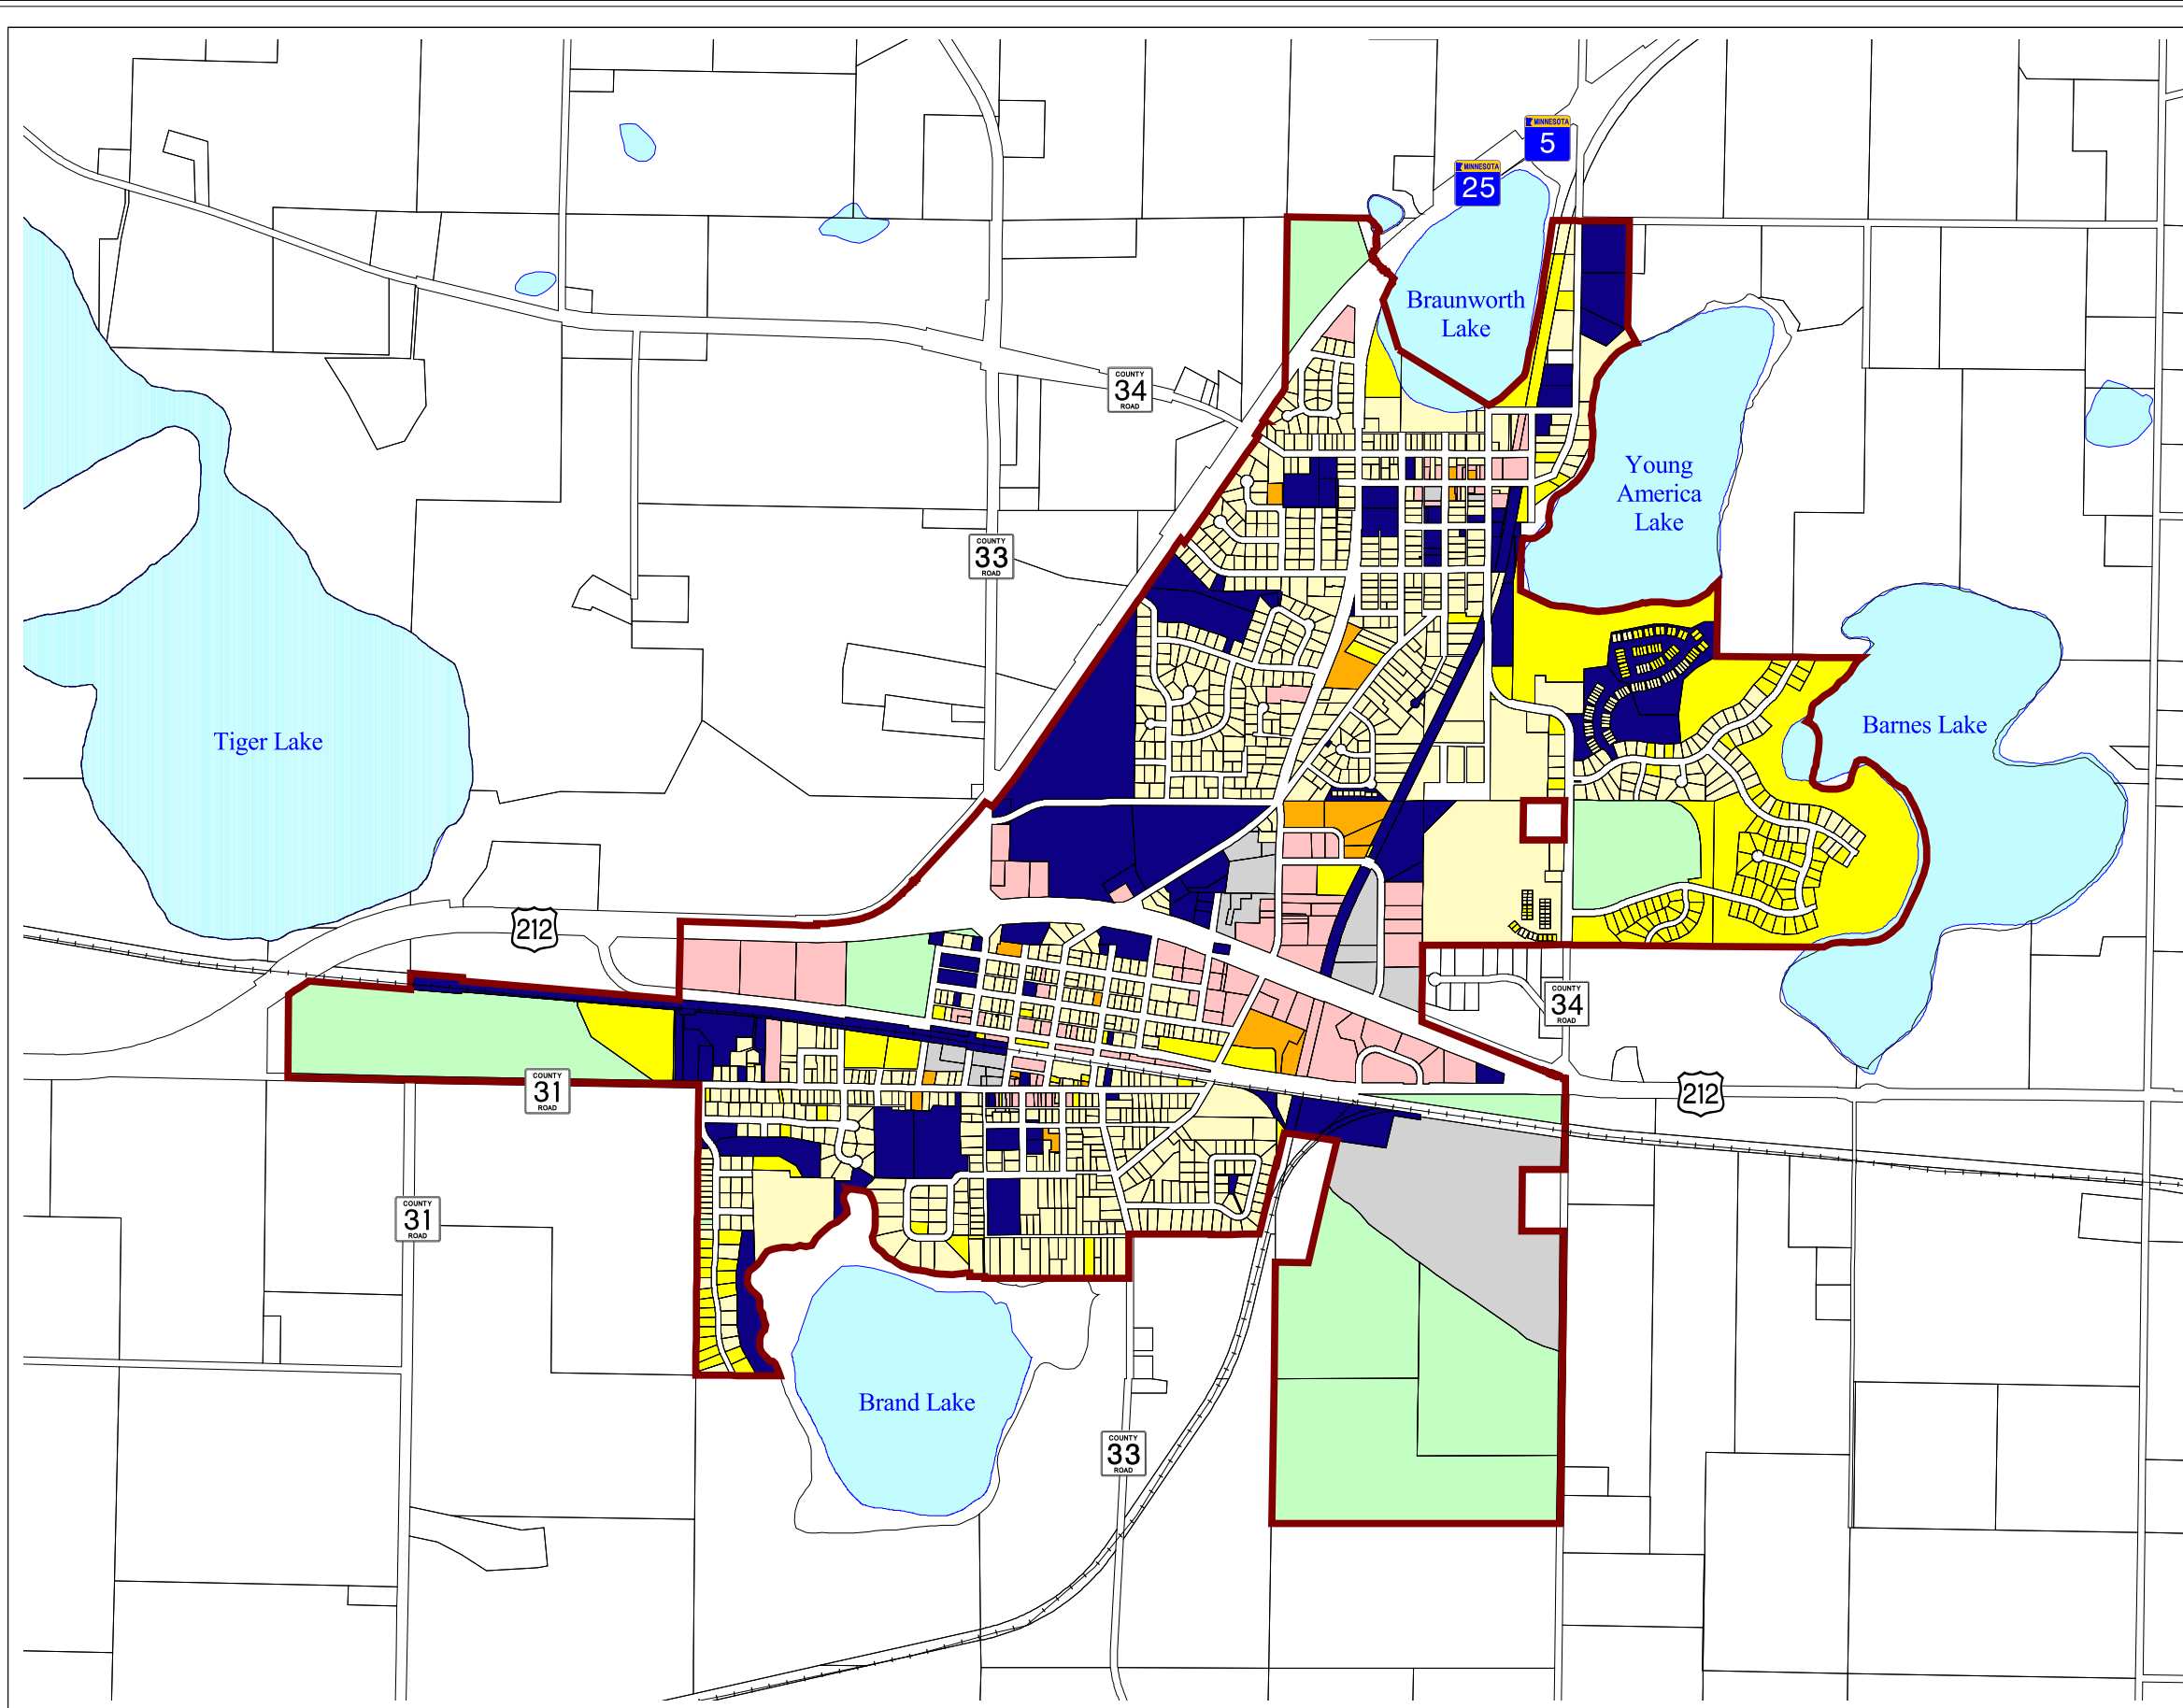 MINNESOTA
5
MINNESOTA
25
Braunworth
Lake
COUNTY
34
ROAD
Young
America
Lake
COUNTY
33
ROAD
Tiger Lake
Barnes Lake
212
COUNTY
34
ROAD
COUNTY
31
ROAD
212
COUNTY
31
ROAD
Brand Lake
COUNTY
33
ROAD